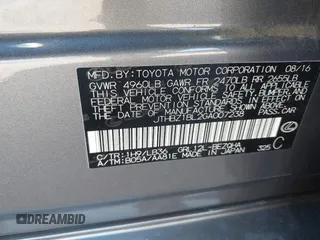 MFD.BY:TOYOTA MOTOR CORPORATION 08/16
GVWR 4960LB GAWR FR 2470LB RR 2655LB
THIS VEHICLE CONFORMS TO ALL APPLICABLE
FEDERAL MOTOR VEHICLE SAFETY, BUMPER,
AND THEFT PREVENTION STANDARDS IN EFFECT ON
THE DATE OF MANUFACTURE SHOWN ABOVE.
PASS.CAR
C/TR:1H9/LB36 GRL12L-BEZQHA
A/TM:B05A/AA81E MADE IN JAPAN 325 C
DREAMBID
.COM